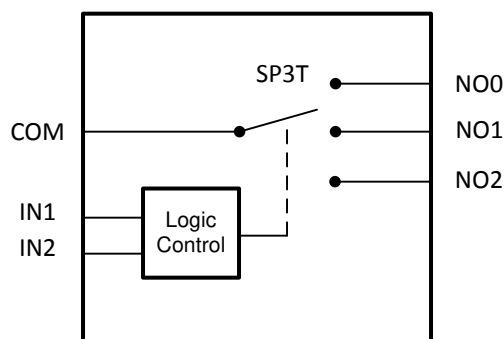 SP3T
NO0
COM
NO1
NO2
IN1
Logic
Control
IN2